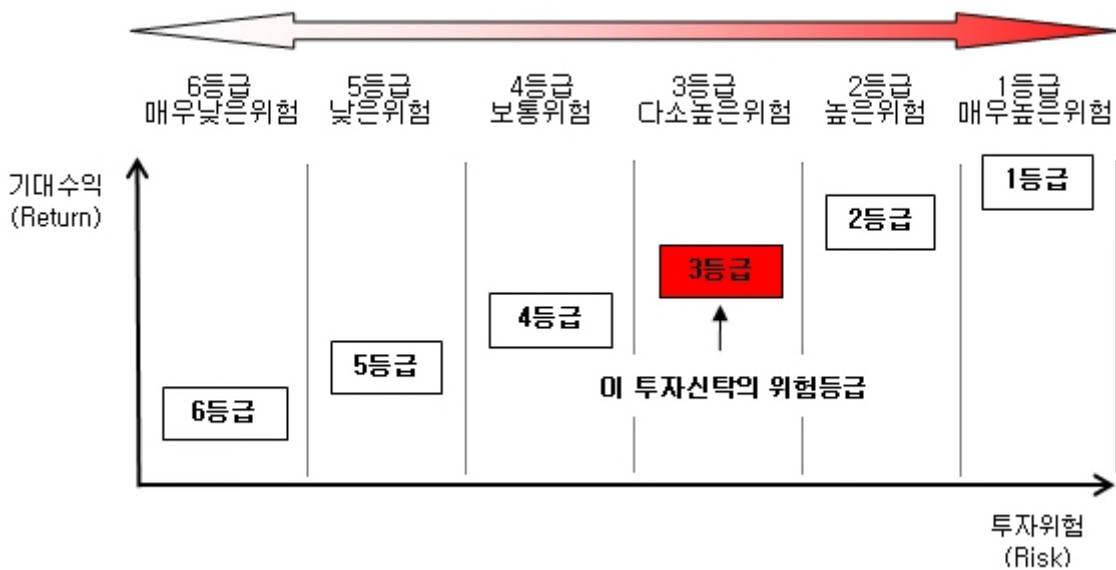 6등급
매우낮은위험
5등급
낮은위험
4등급
보통위험
3등급
다소높은위험
2등급
높은위험
1등급
매우높은위험
기대수익
(Return)
1등급
2등급
3등급
4등급
5등급
6등급
이 투자신탁의 위험등급
투자위험
(Risk)